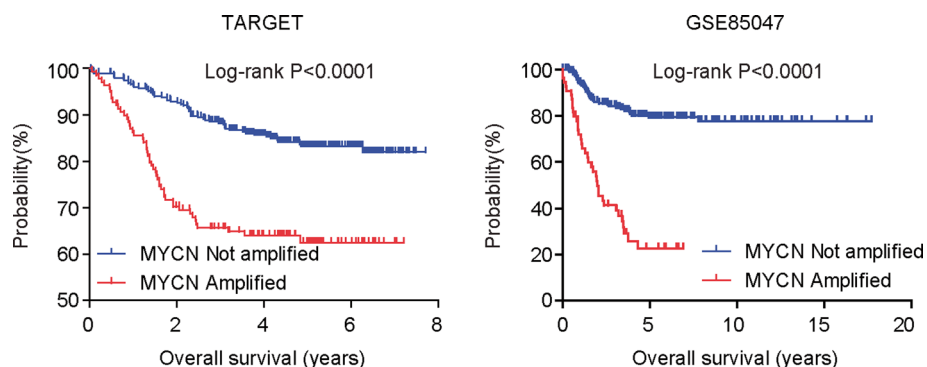 TARGET
Log-rank P<0.0001
Probability(%)
100
90
80
70
60
50
MYCN Not amplified
MYCN Amplified
0
2
4
6
8
Overall survival (years)
GSE85047
Log-rank P<0.0001
Probability(%)
100
80
60
40
20
0
MYCN Not amplified
MYCN Amplified
0
5
10
15
20
Overall survival (years)